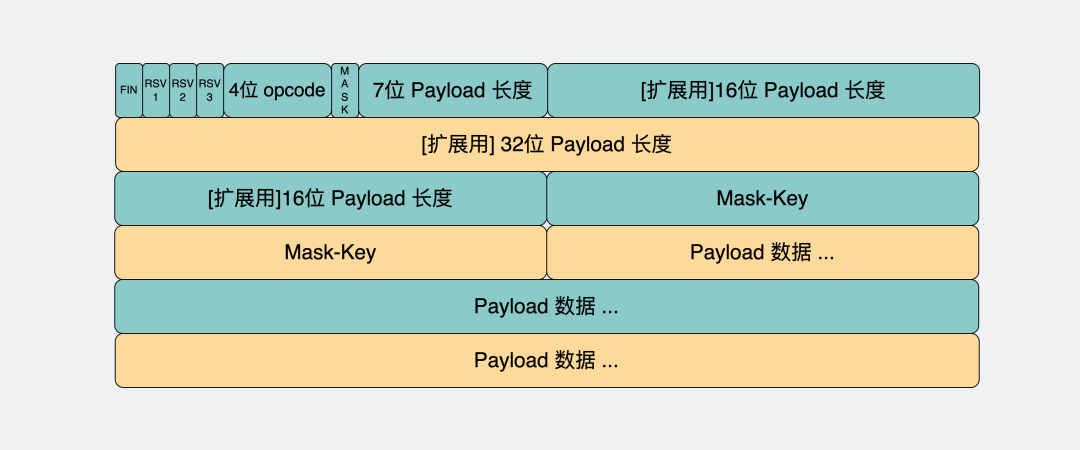 FIN RSV 1 RSV 2 RSV 3 4位 opcode MASK 7位 Payload 长度 [扩展用]16位 Payload 长度
[扩展用] 32位 Payload 长度
[扩展用]16位 Payload 长度 Mask-Key
Mask-Key Payload 数据 ...
Payload 数据 ...
Payload 数据 ...